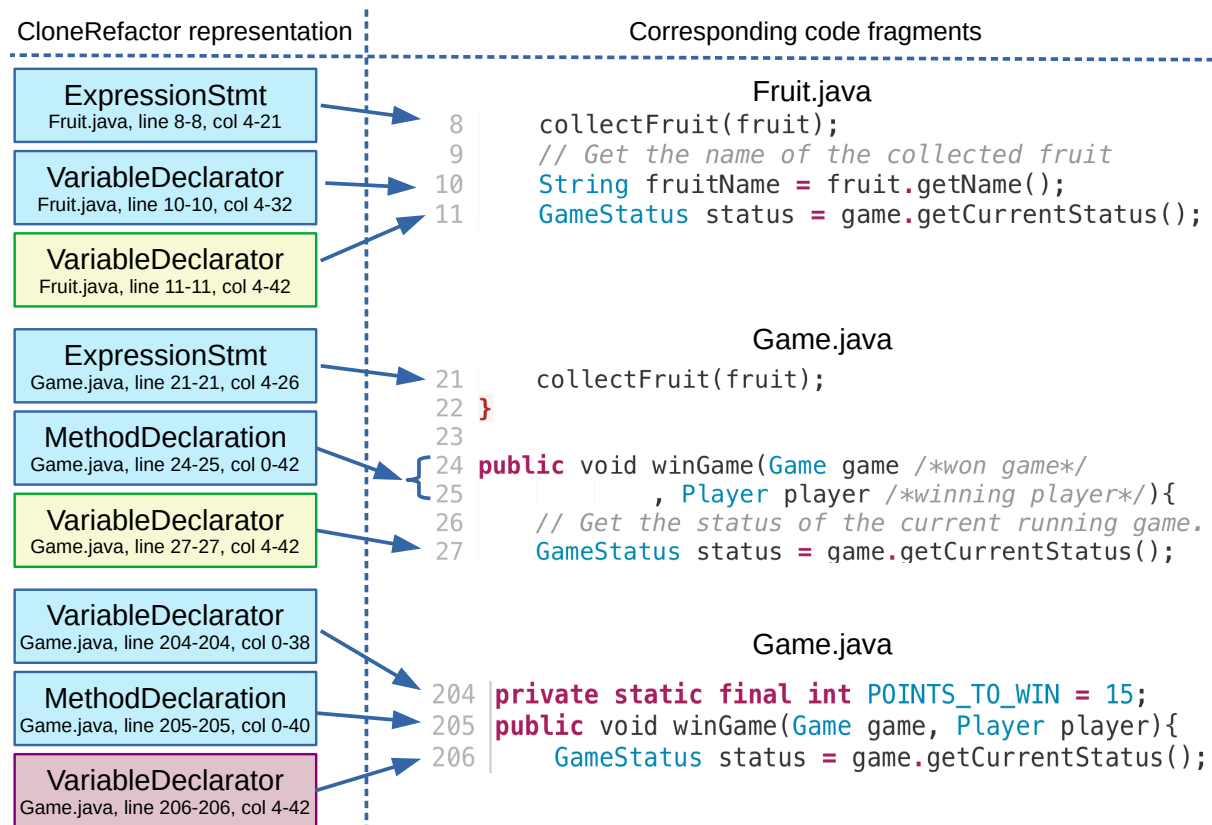 CloneRefactor representation
Corresponding code fragments
ExpressionStmt
Fruit.java, line 8-8, col 4-21
VariableDeclarator
Fruit.java, line 10-10, col 4-32
VariableDeclarator
Fruit.java, line 11-11, col 4-42
Fruit.java
8 collectFruit(fruit);
9 // Get the name of the collected fruit
10 String fruitName = fruit.getName();
11 GameStatus status = game.getCurrentStatus();
ExpressionStmt
Game.java, line 21-21, col 4-26
MethodDeclaration
Game.java, line 24-25, col 0-42
VariableDeclarator
Game.java, line 27-27, col 4-42
Game.java
21 collectFruit(fruit);
22 }
23
24 public void winGame(Game game /*won game*/
25 , Player player /*winning player*/){
26 // Get the status of the current running game.
27 GameStatus status = game.getCurrentStatus();
VariableDeclarator
Game.java, line 204-204, col 0-38
MethodDeclaration
Game.java, line 205-205, col 0-40
VariableDeclarator
Game.java, line 206-206, col 4-42
Game.java
204 private static final int POINTS_TO_WIN = 15;
205 public void winGame(Game game, Player player){
206 GameStatus status = game.getCurrentStatus();